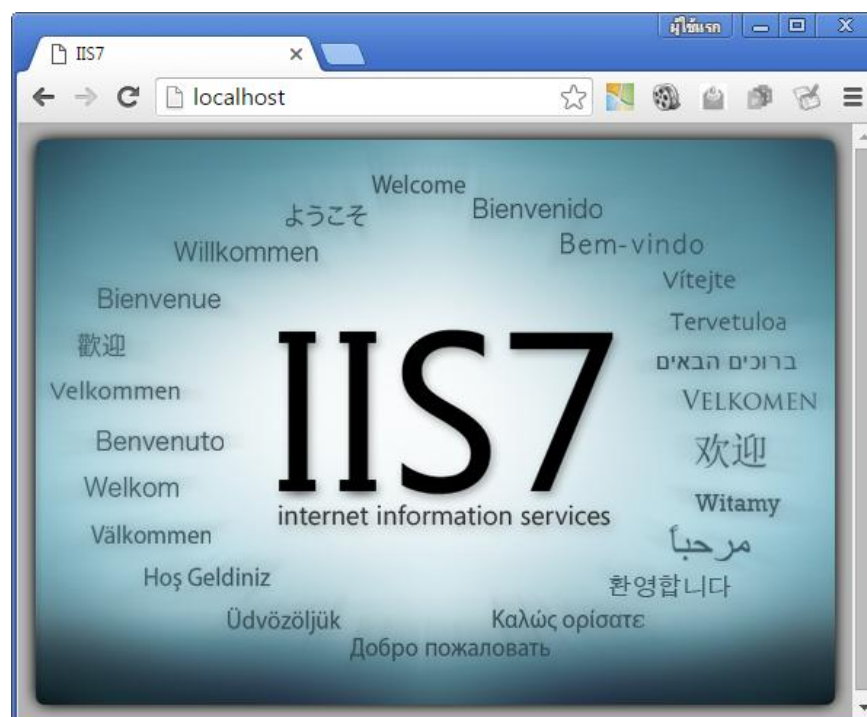 ผู้ใช้แรก
IIS7
localhost
Welcome
ようこそ
Bienvenido
Willkommen
Bem-vindo
Bienvenue
Vítejte
歡迎
Tervetuloa
ברוכים הבאים
Velkommen
VELKOMEN
Benvenuto
欢迎
Welkom
Witamy
Välkommen
مرحباً
Hoş Geldiniz
환영합니다
Üdvözöljük
Καλώς ορίσατε
Добро пожаловать
IIS7
internet information services